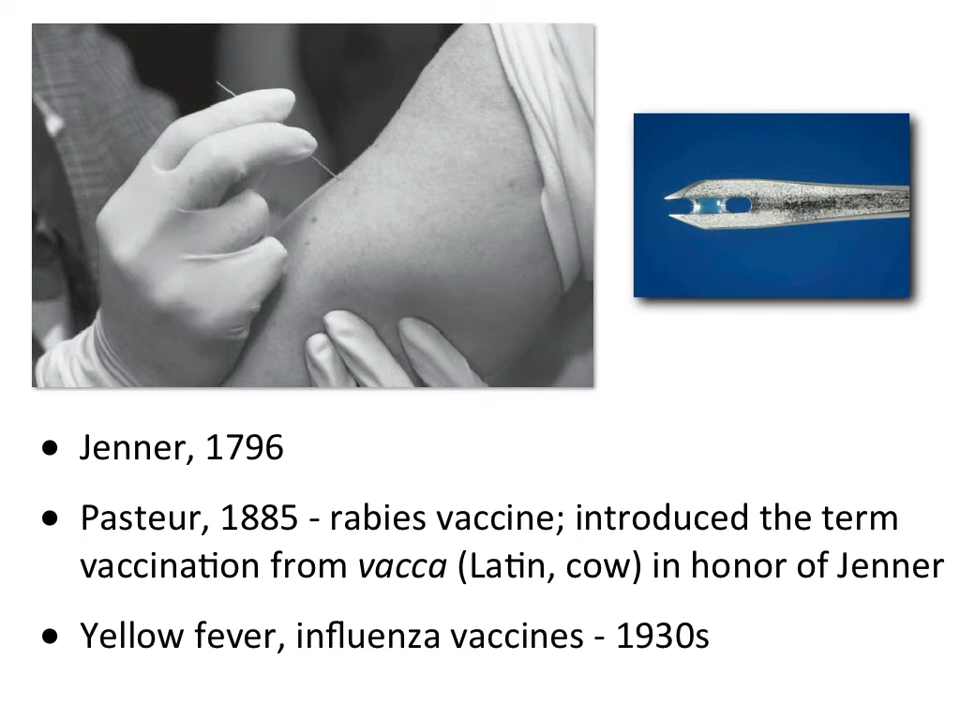 • Jenner, 1796
• Pasteur, 1885 - rabies vaccine; introduced the term
vaccination from vacca (Latin, cow) in honor of Jenner
• Yellow fever, influenza vaccines - 1930s